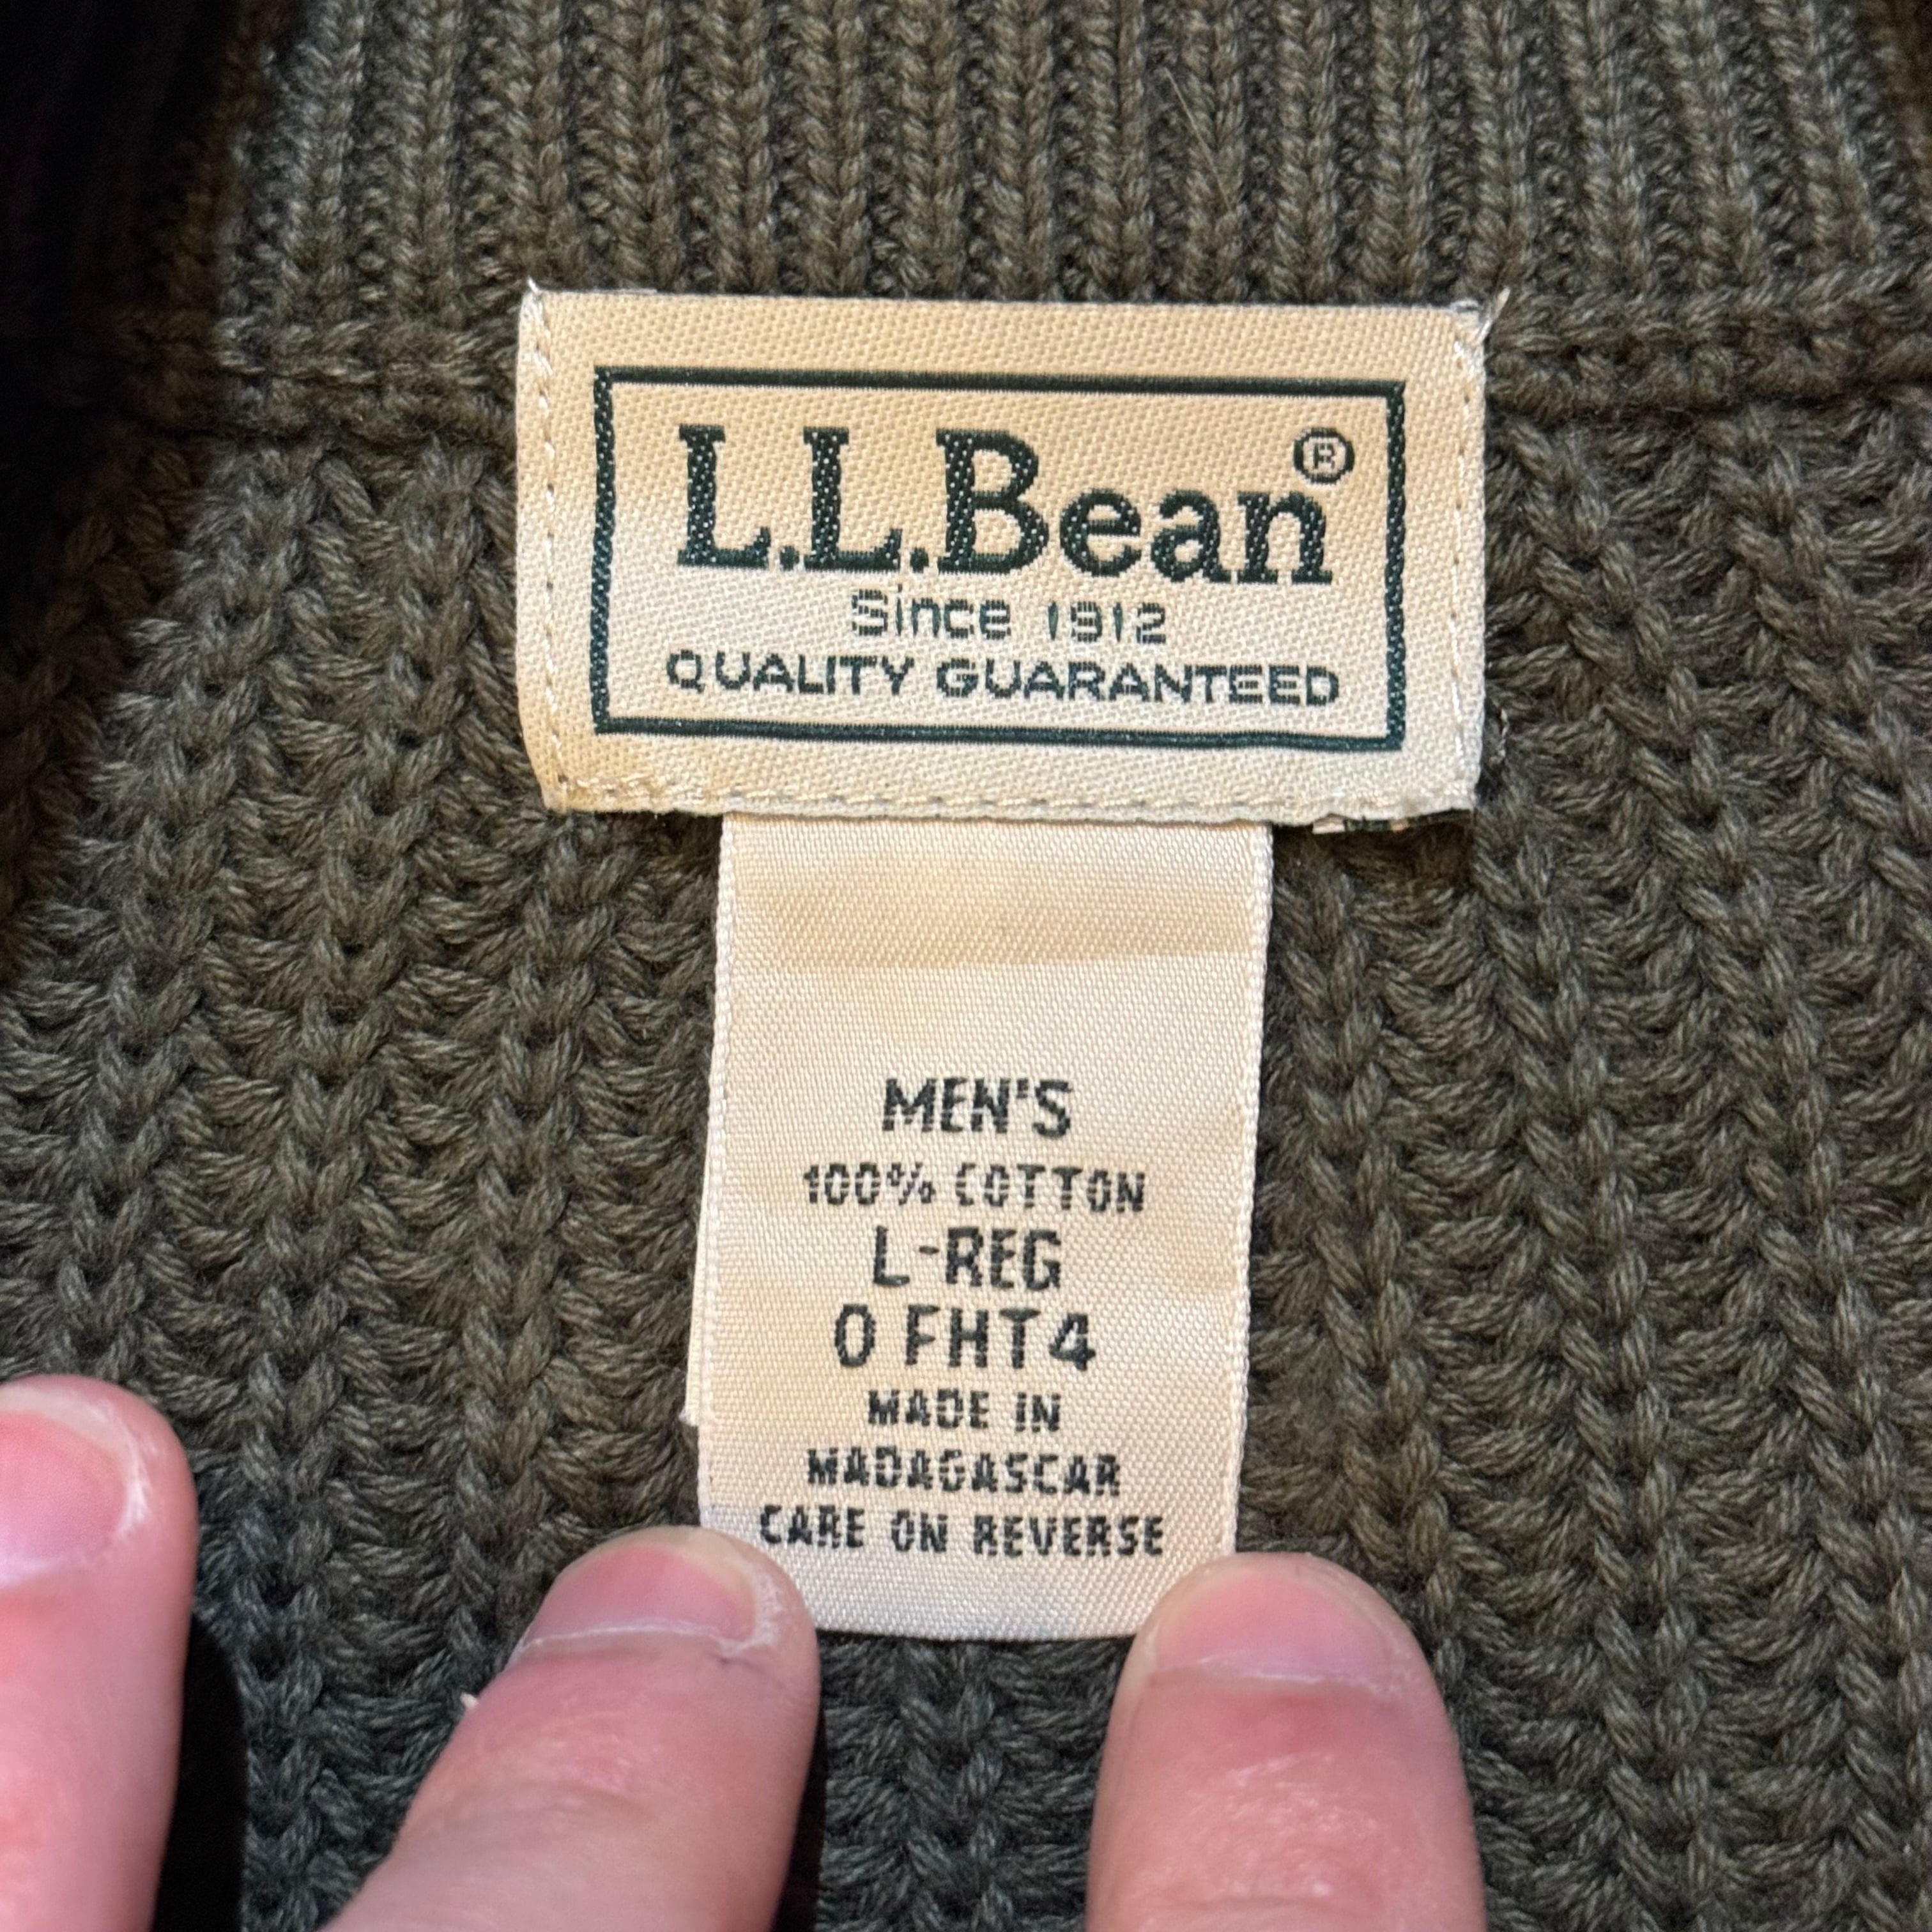 L.L.Bean®
Since 1912
QUALITY GUARANTEED
MEN'S
100% COTTON
L-REG
0 FHT4
MADE IN
MADAGASCAR
CARE ON REVERSE